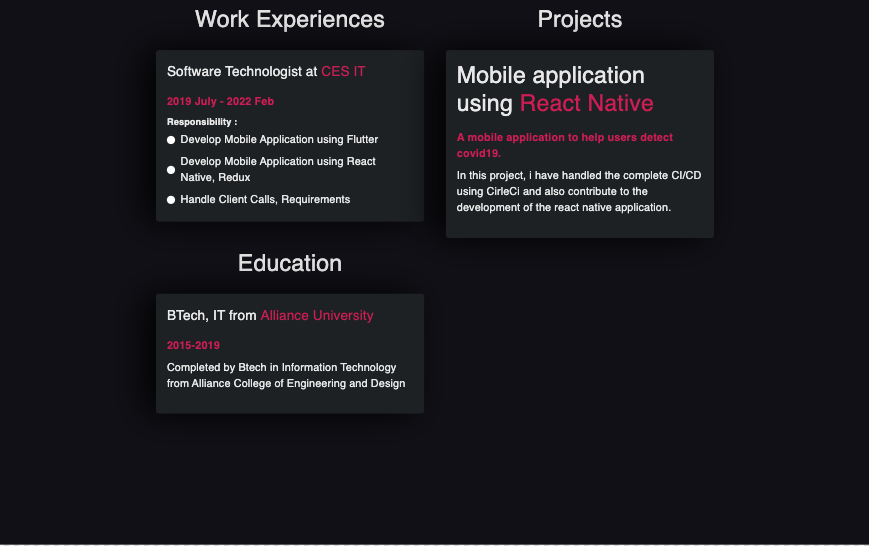 Work Experiences
Software Technologist at CES IT
2019 July - 2022 Feb
Responsibility :
Develop Mobile Application using Flutter
Develop Mobile Application using React
Native, Redux
Handle Client Calls, Requirements
Education
BTech, IT from Alliance University
2015-2019
Completed by Btech in Information Technology
from Alliance College of Engineering and Design
Projects
Mobile application
using React Native
A mobile application to help users detect
covid19.
In this project, i have handled the complete CI/CD
using CirleCi and also contribute to the
development of the react native application.